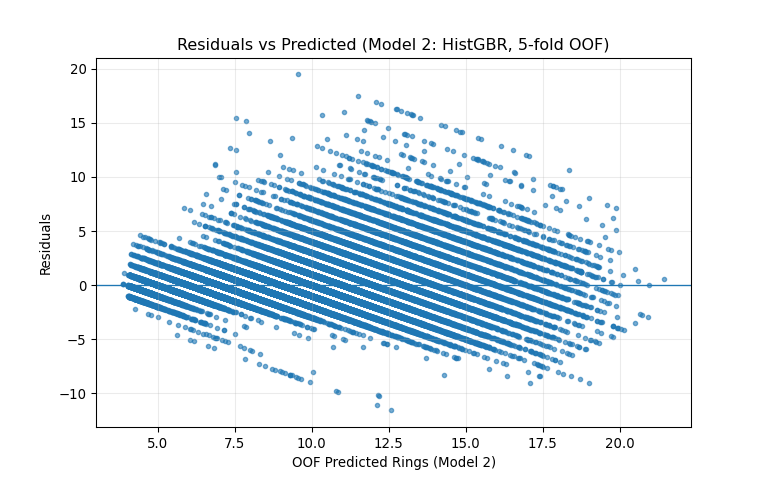 Residuals vs Predicted (Model 2: HistGBR, 5-fold OOF)
20
15
10
5
0
−5
−10
Residuals
5.0 7.5 10.0 12.5 15.0 17.5 20.0
OOF Predicted Rings (Model 2)